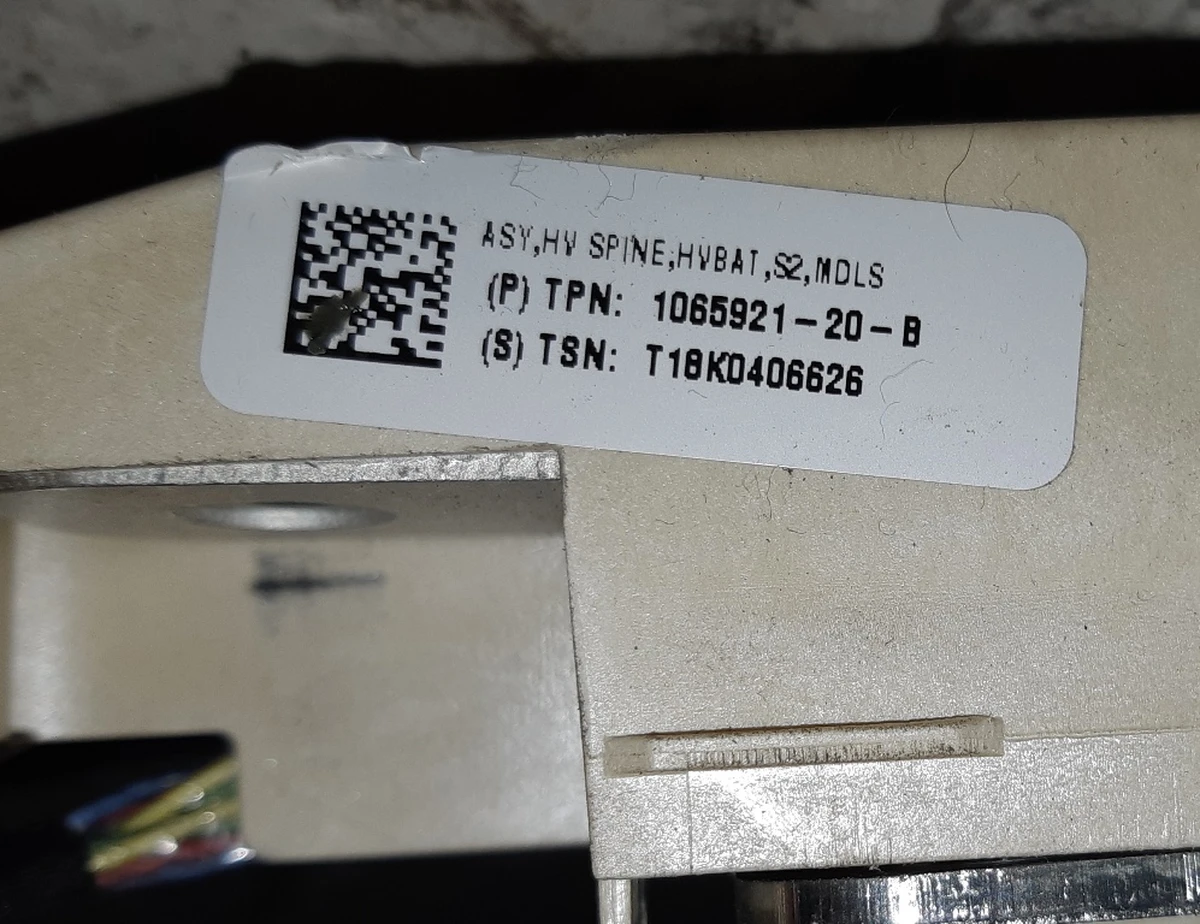 ASY,HV SPINE,HVBAT,S2,MDLS
(P) TPN: 1065921-20-B
(S) TSN: T18K0406626